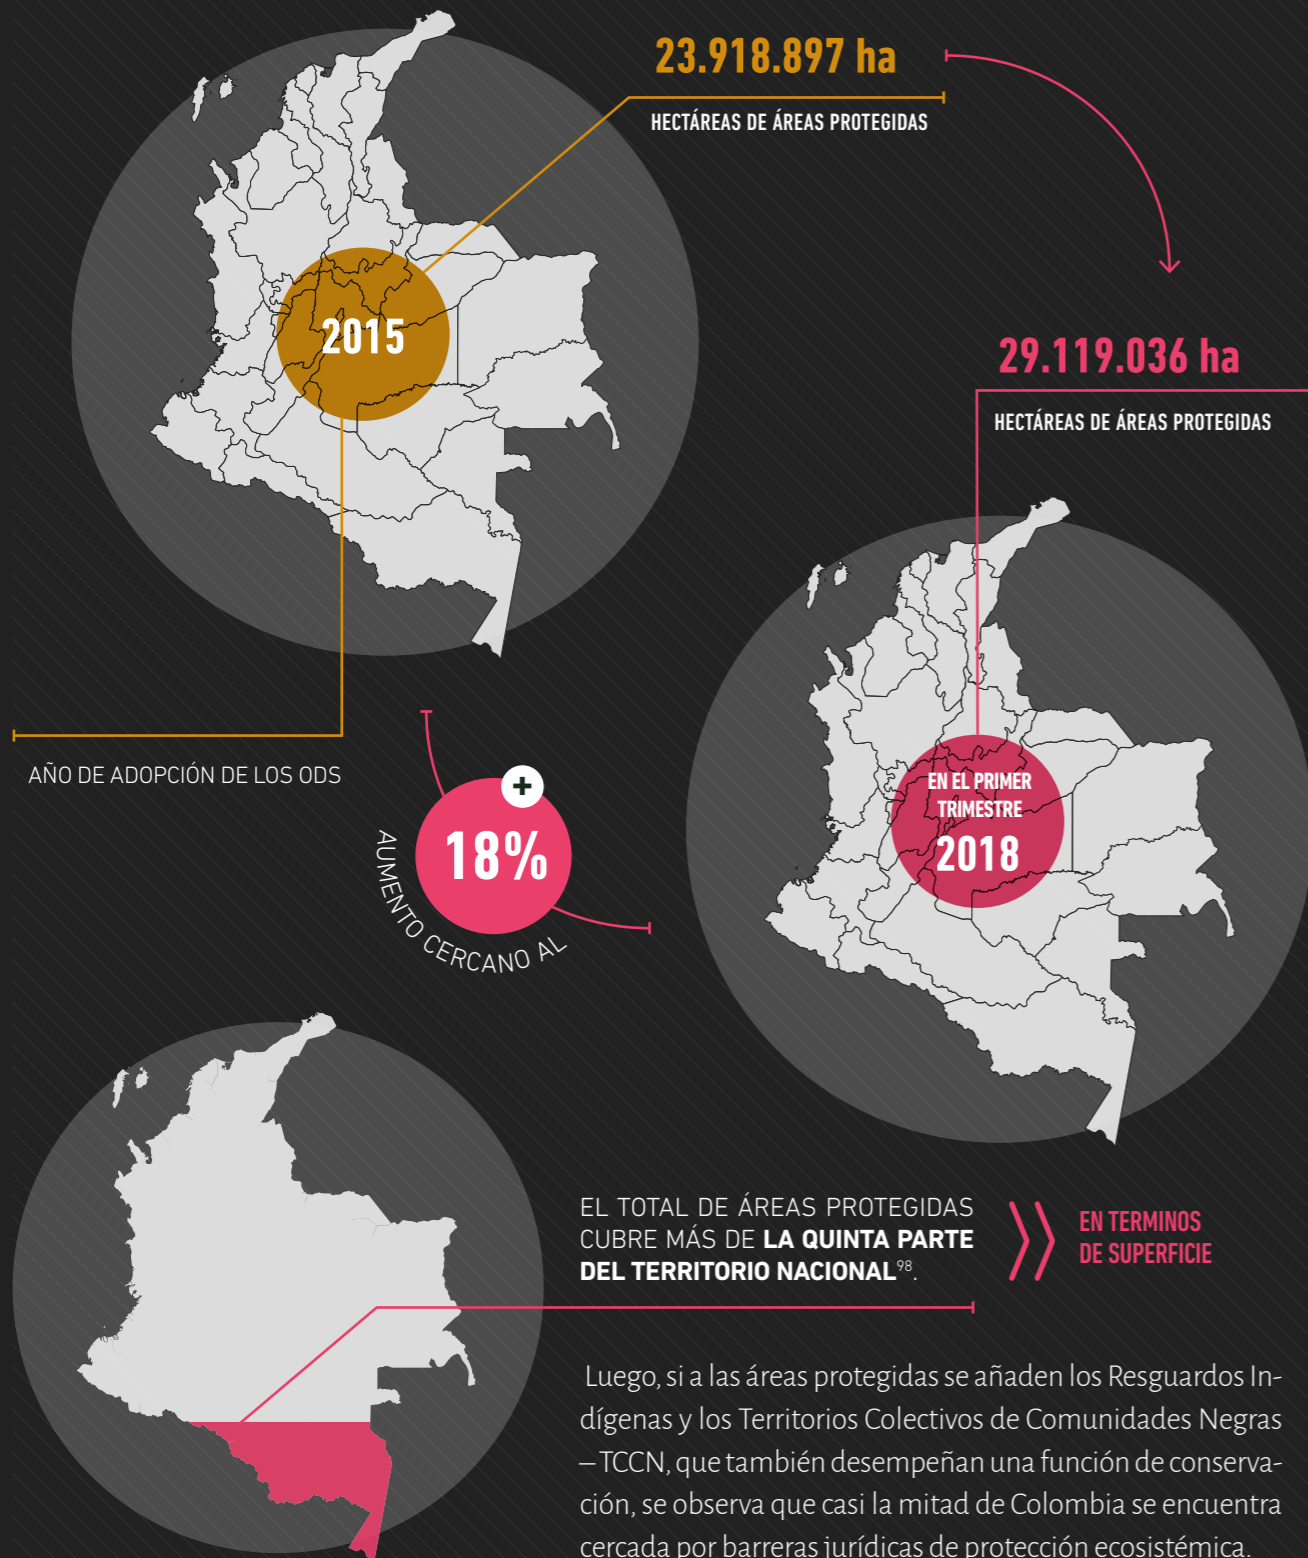 23.918.897 ha
HECTÁREAS DE ÁREAS PROTEGIDAS
2015
29.119.036 ha
HECTÁREAS DE ÁREAS PROTEGIDAS
AÑO DE ADOPCIÓN DE LOS ODS
+
18%
AUMENTO CERCANO AL
EN EL PRIMER
TRIMESTRE
2018
EL TOTAL DE ÁREAS PROTEGIDAS
CUBRE MÁS DE LA QUINTA PARTE
DEL TERRITORIO NACIONAL98.
EN TERMINOS
DE SUPERFICIE
Luego, si a las áreas protegidas se añaden los Resguardos In-
dígenas y los Territorios Colectivos de Comunidades Negras
– TCCN, que también desempeñan una función de conserva-
ción, se observa que casi la mitad de Colombia se encuentra
cercada por barreras jurídicas de protección ecosistémica.